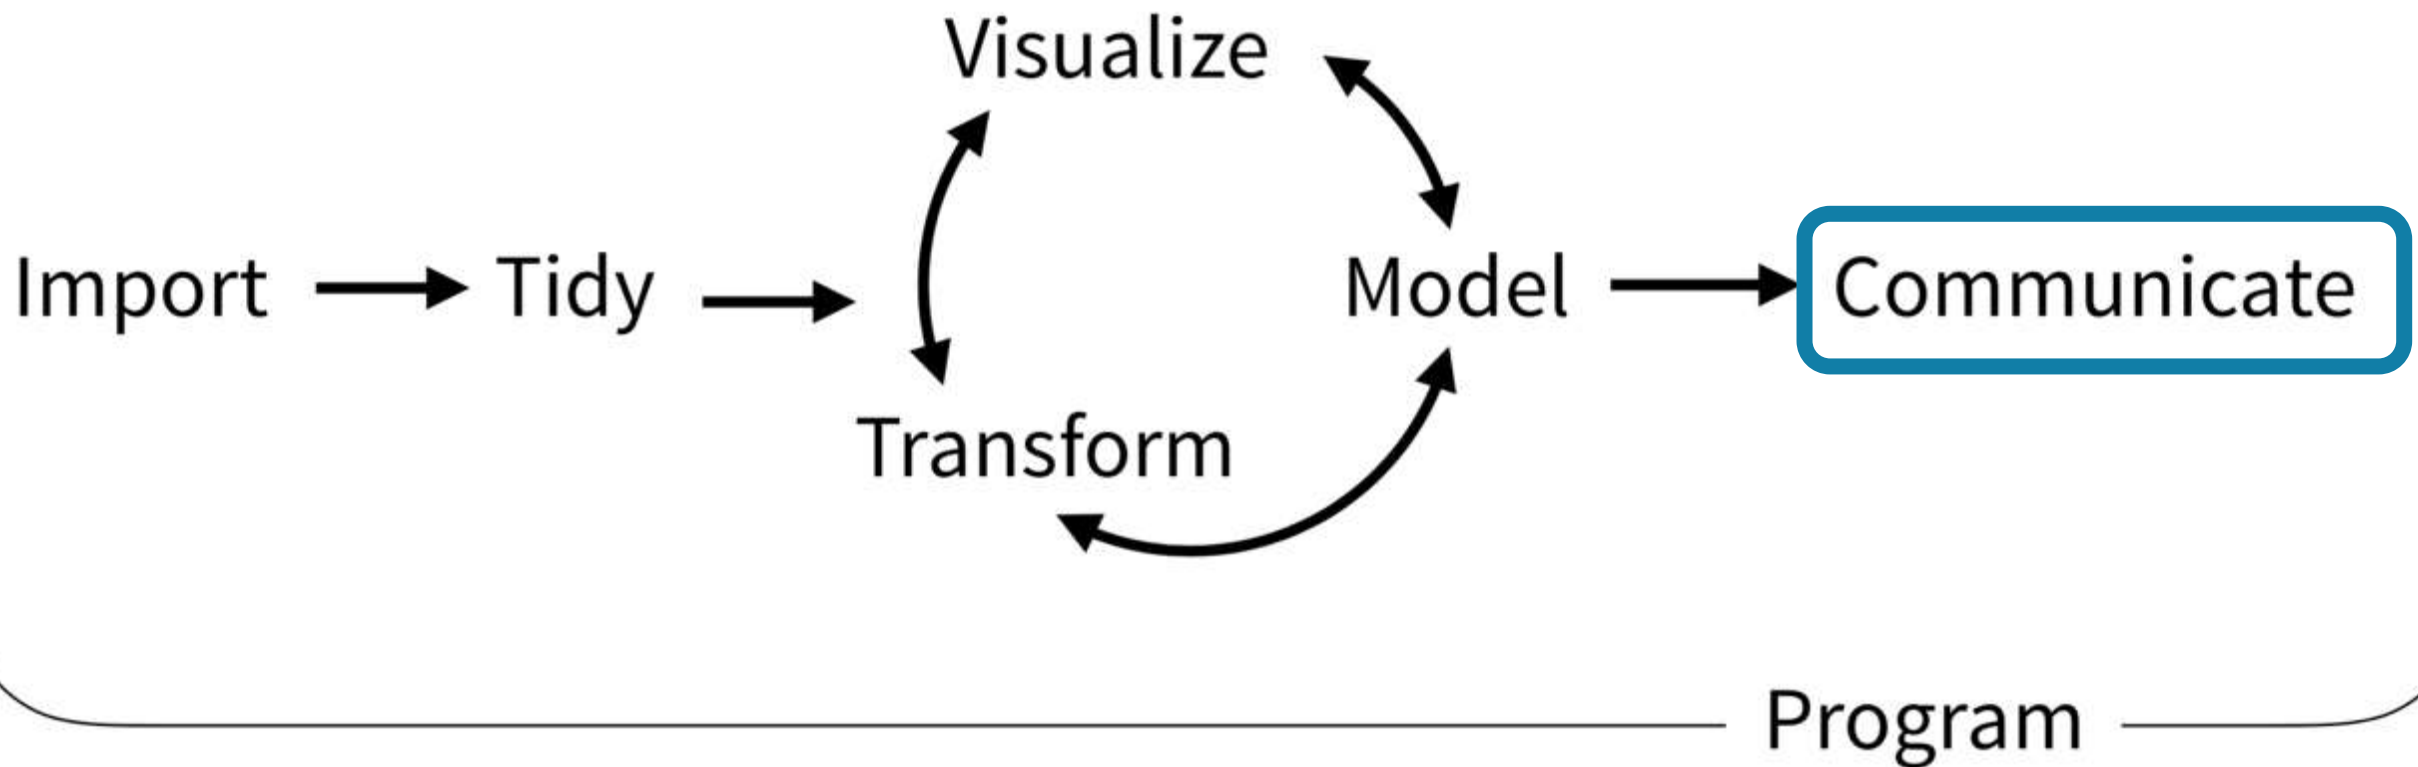 Visualize
Import
Tidy
Model
Communicate
Transform
Program